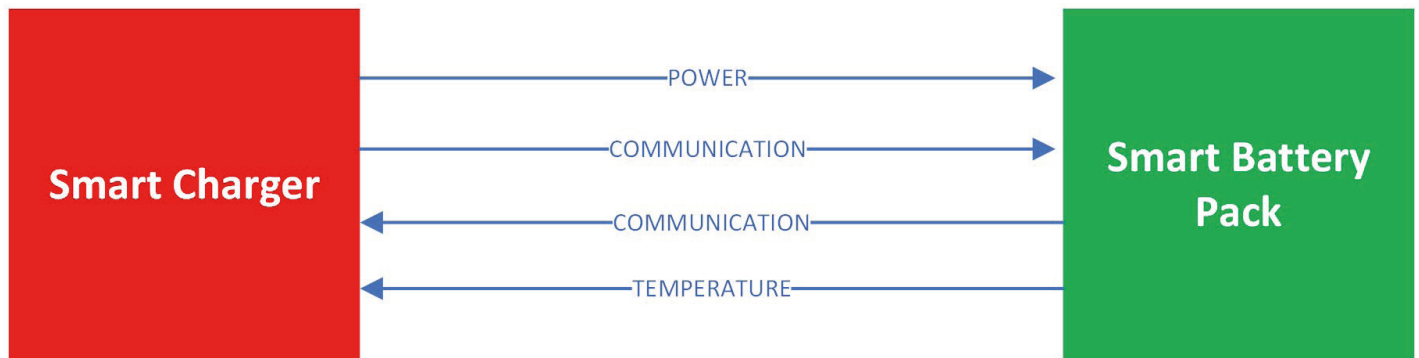 POWER
COMMUNICATION
Smart Charger
Smart Battery
Pack
COMMUNICATION
TEMPERATURE